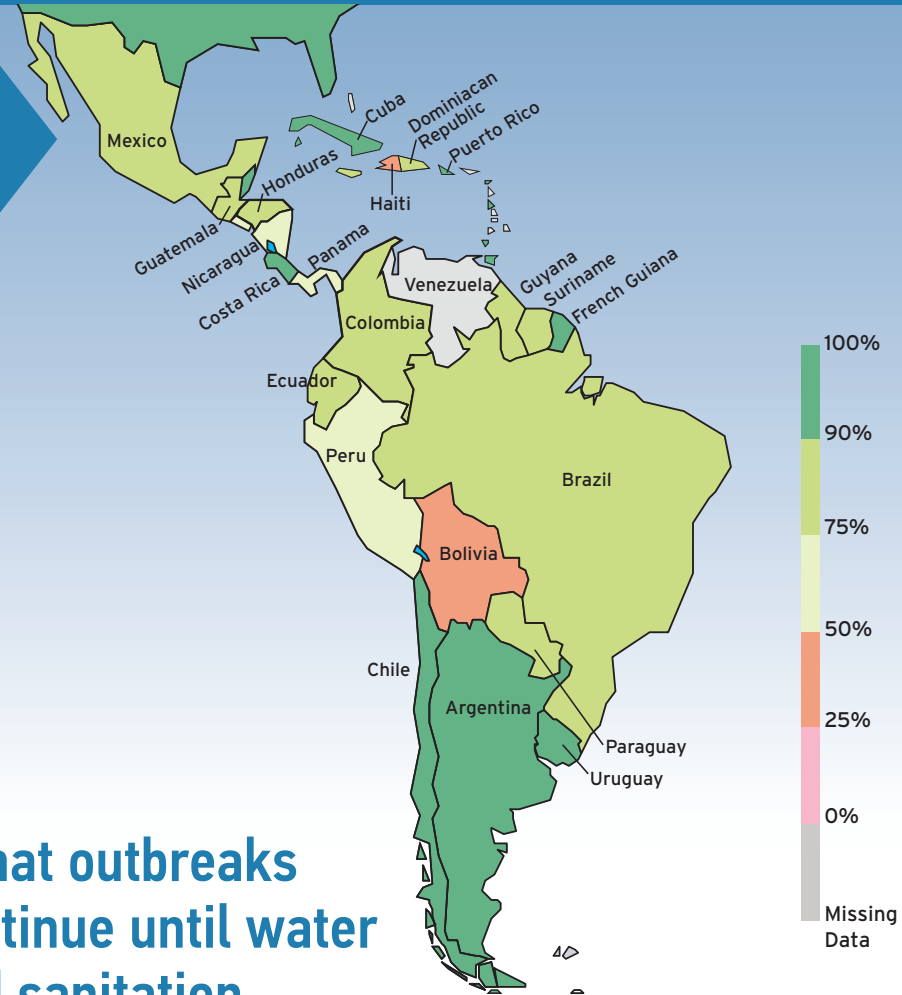 Mexico
Cuba
Dominiacan
Republic
Puerto Rico
Honduras
Haiti
Guatemala
Nicaragua
Panama
Costa Rica
Venezuela
Guyana
Suriname
French Guiana
Colombia
Ecuador
Peru
Brazil
Bolivia
Chile
Argentina
Paraguay
Uruguay
100%
90%
75%
50%
25%
0%
Missing
Data
hat outbreaks
tinue until water
sanitation